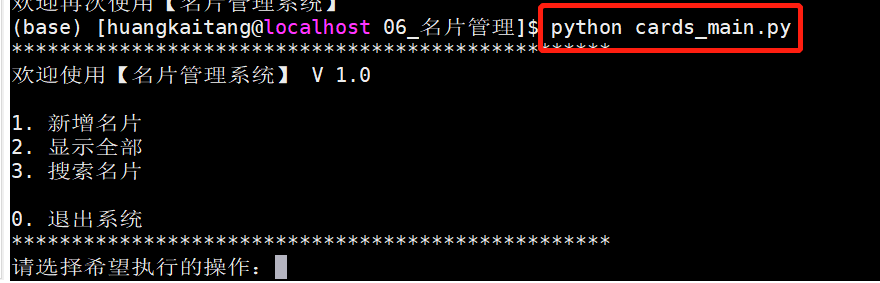 欢迎再次使用【名片管理系统】
(base) [huangkaitang@localhost 06_名片管理]$ python cards_main.py
**************************************************
欢迎使用【名片管理系统】 V 1.0
1. 新增名片
2. 显示全部
3. 搜索名片
0. 退出系统
**************************************************
请选择希望执行的操作：